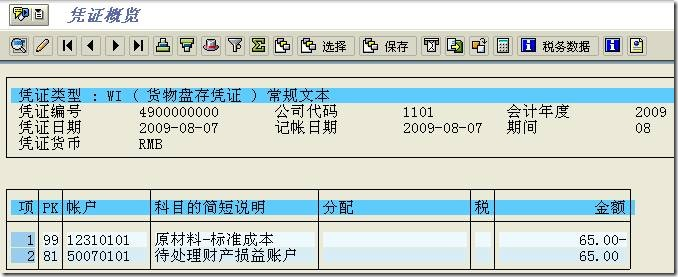 凭证概览
选择 保存 税务数据
凭证类型 : WI ( 货物盘存凭证 ) 常规文本
凭证编号 4900000000 公司代码 1101 会计年度 2009
凭证日期 2009-08-07 记帐日期 2009-08-07 期间 08
凭证货币 RMB
项 PK 帐户 科目的简短说明 分配 税 金额
1 99 12310101 原材料-标准成本 65.00-
2 81 50070101 待处理财产损益账户 65.00